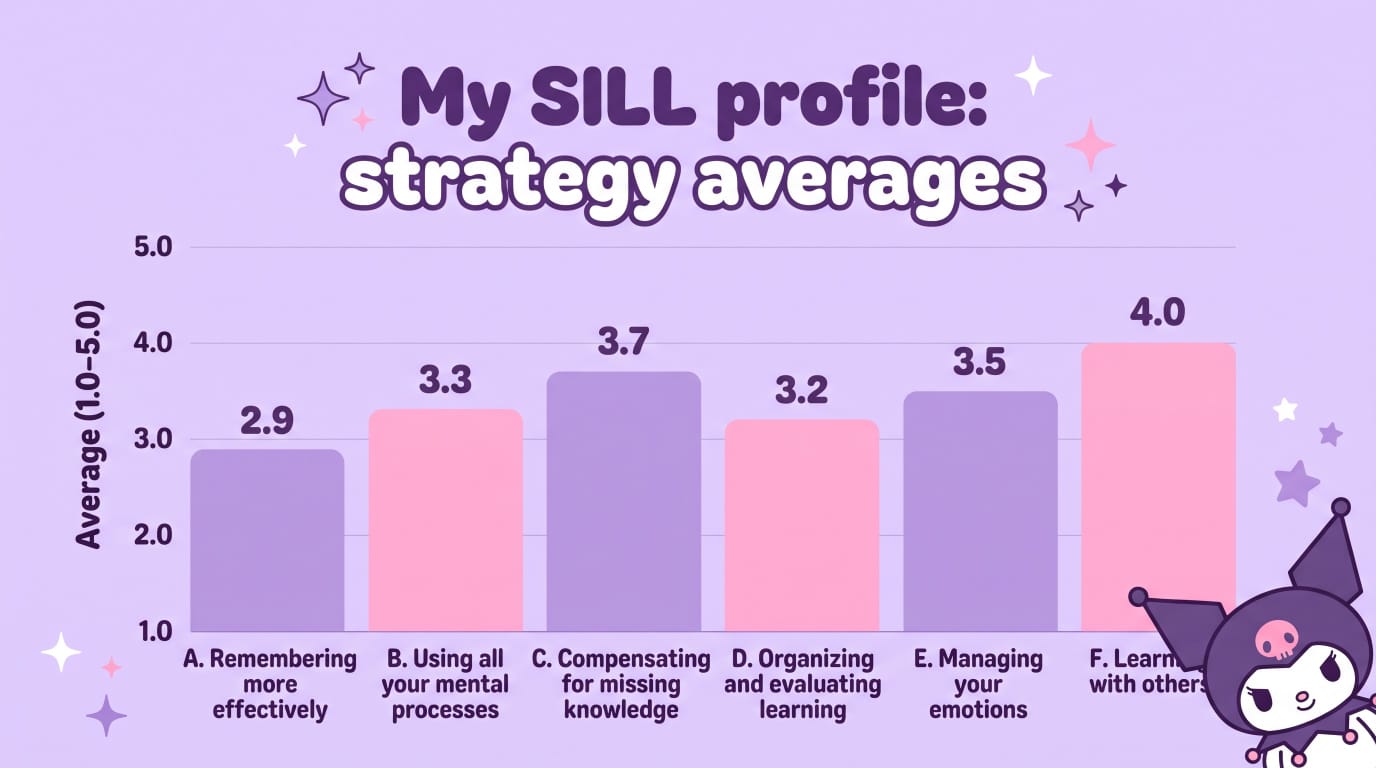 My SILL profile:
strategy averages
Average (1.0–5.0)
5.0
4.0
3.0
2.0
1.0
2.9
3.3
3.7
3.2
3.5
4.0
A. Remembering
more
effectively
B. Using all
your mental
processes
C. Compensating
for missing
knowledge
D. Organizing
and evaluating
learning
E. Managing
your
emotions
F.
with others